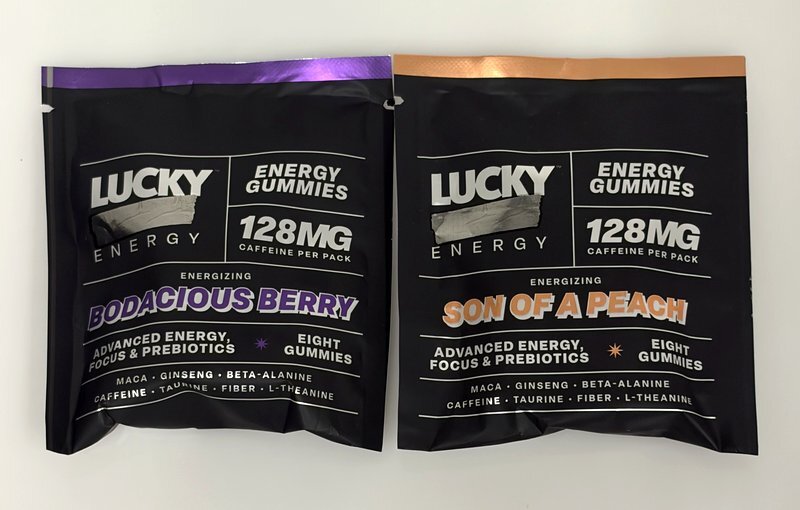 LUCKY
ENERGY
ENERGY
GUMMIES
128MG
CAFFEINE PER PACK
ENERGIZING
BODACIOUS BERRY
ADVANCED ENERGY,
FOCUS & PREBIOTICS
EIGHT
GUMMIES
MACA • GINSENG • BETA-ALANINE
CAFFEINE • TAURINE • FIBER • L-THEANINE
LUCKY
ENERGY
ENERGY
GUMMIES
128MG
CAFFEINE PER PACK
ENERGIZING
SON OF A PEACH
ADVANCED ENERGY,
FOCUS & PREBIOTICS
EIGHT
GUMMIES
MACA • GINSENG • BETA-ALANINE
CAFFEINE • TAURINE • FIBER • L-THEANINE